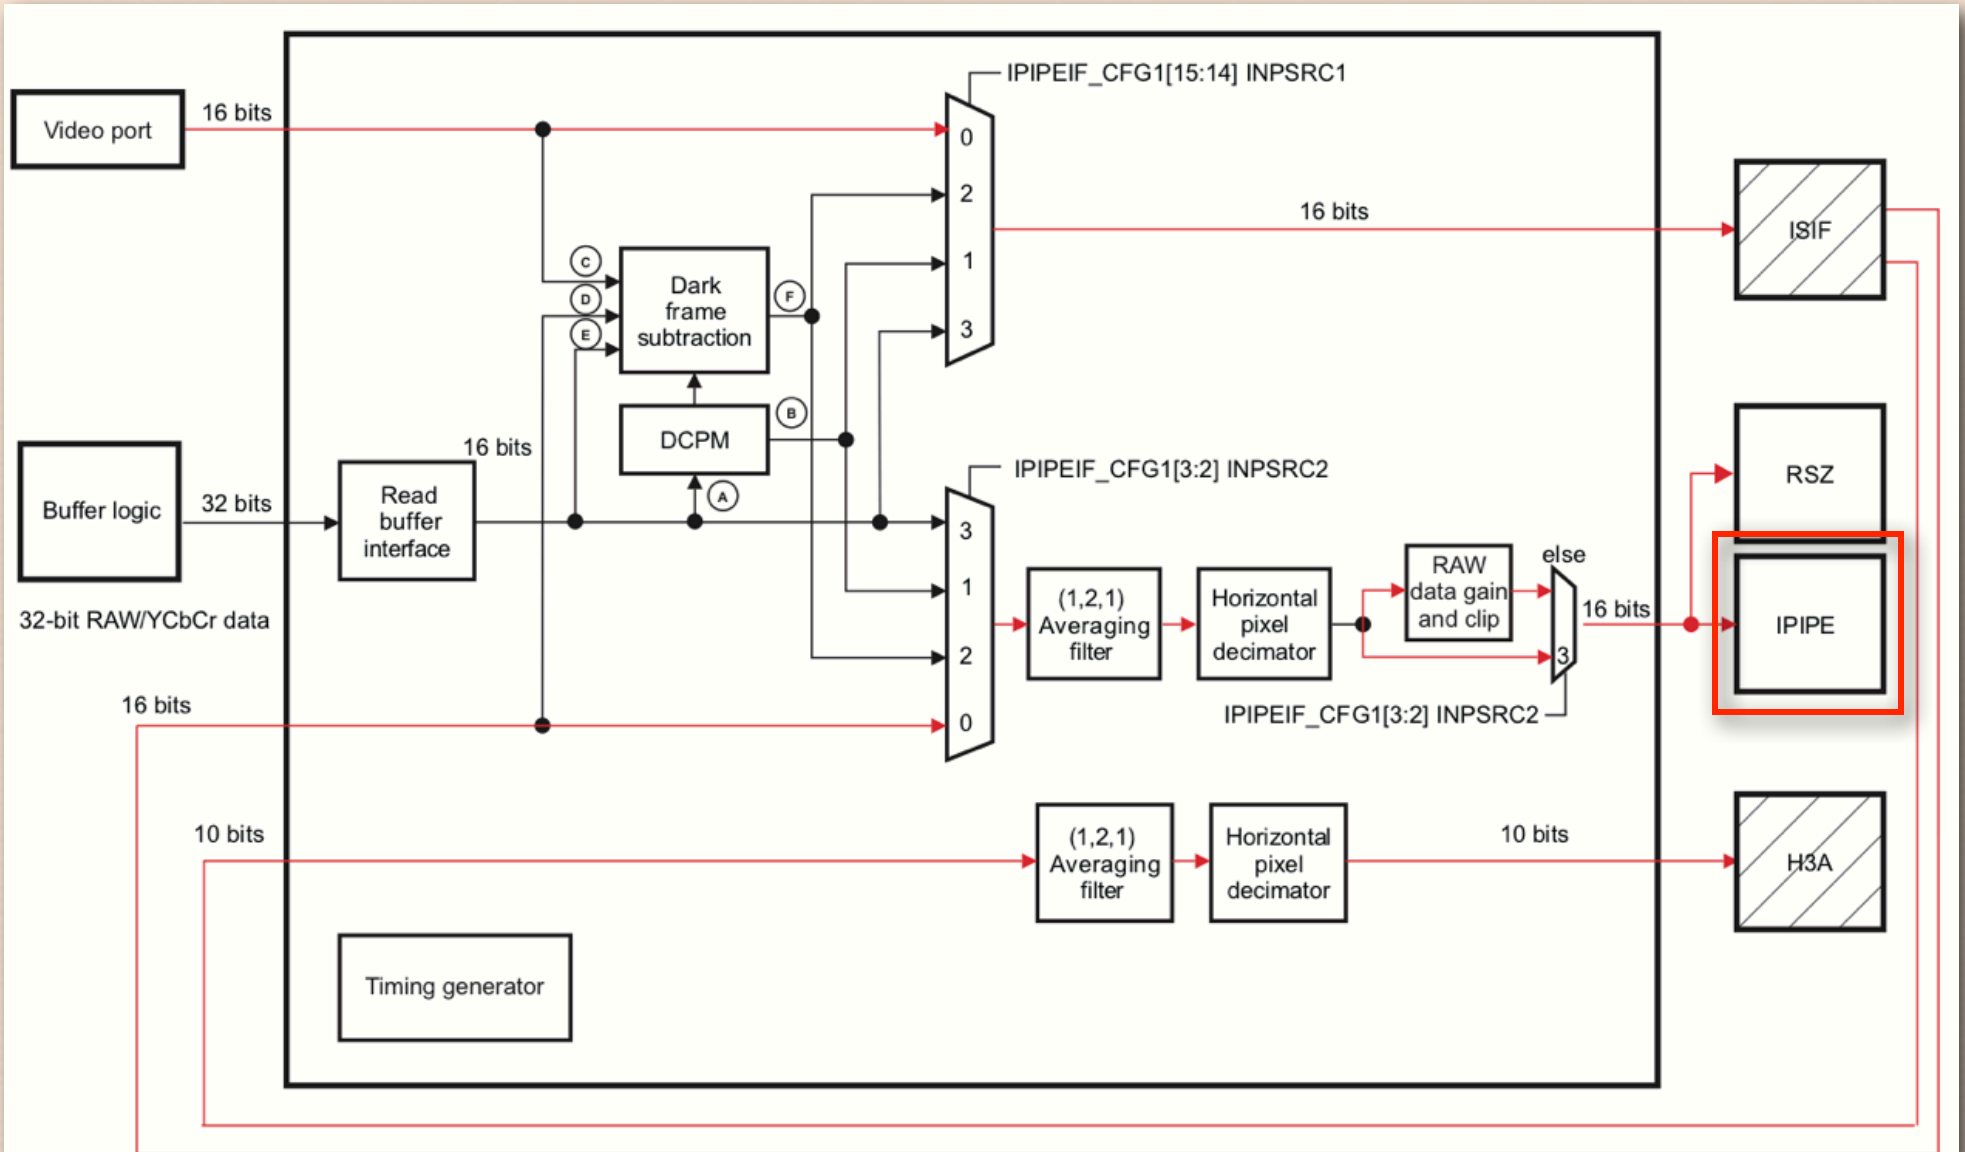 IPIPEIF_CFG1[15:14] INPSRC1
Video port
16 bits
0
2
1
3
16 bits
ISIF
C
D
E
Dark
frame
subtraction
F
DCPM
B
A
Buffer logic
32 bits
32-bit RAW/YCbCr data
Read
buffer
interface
16 bits
IPIPEIF_CFG1[3:2] INPSRC2
3
1
2
0
(1,2,1)
Averaging
filter
Horizontal
pixel
decimator
RAW
data gain
and clip
else
3
IPIPEIF_CFG1[3:2] INPSRC2
16 bits
RSZ
IPIPE
16 bits
10 bits
(1,2,1)
Averaging
filter
Horizontal
pixel
decimator
10 bits
H3A
Timing generator